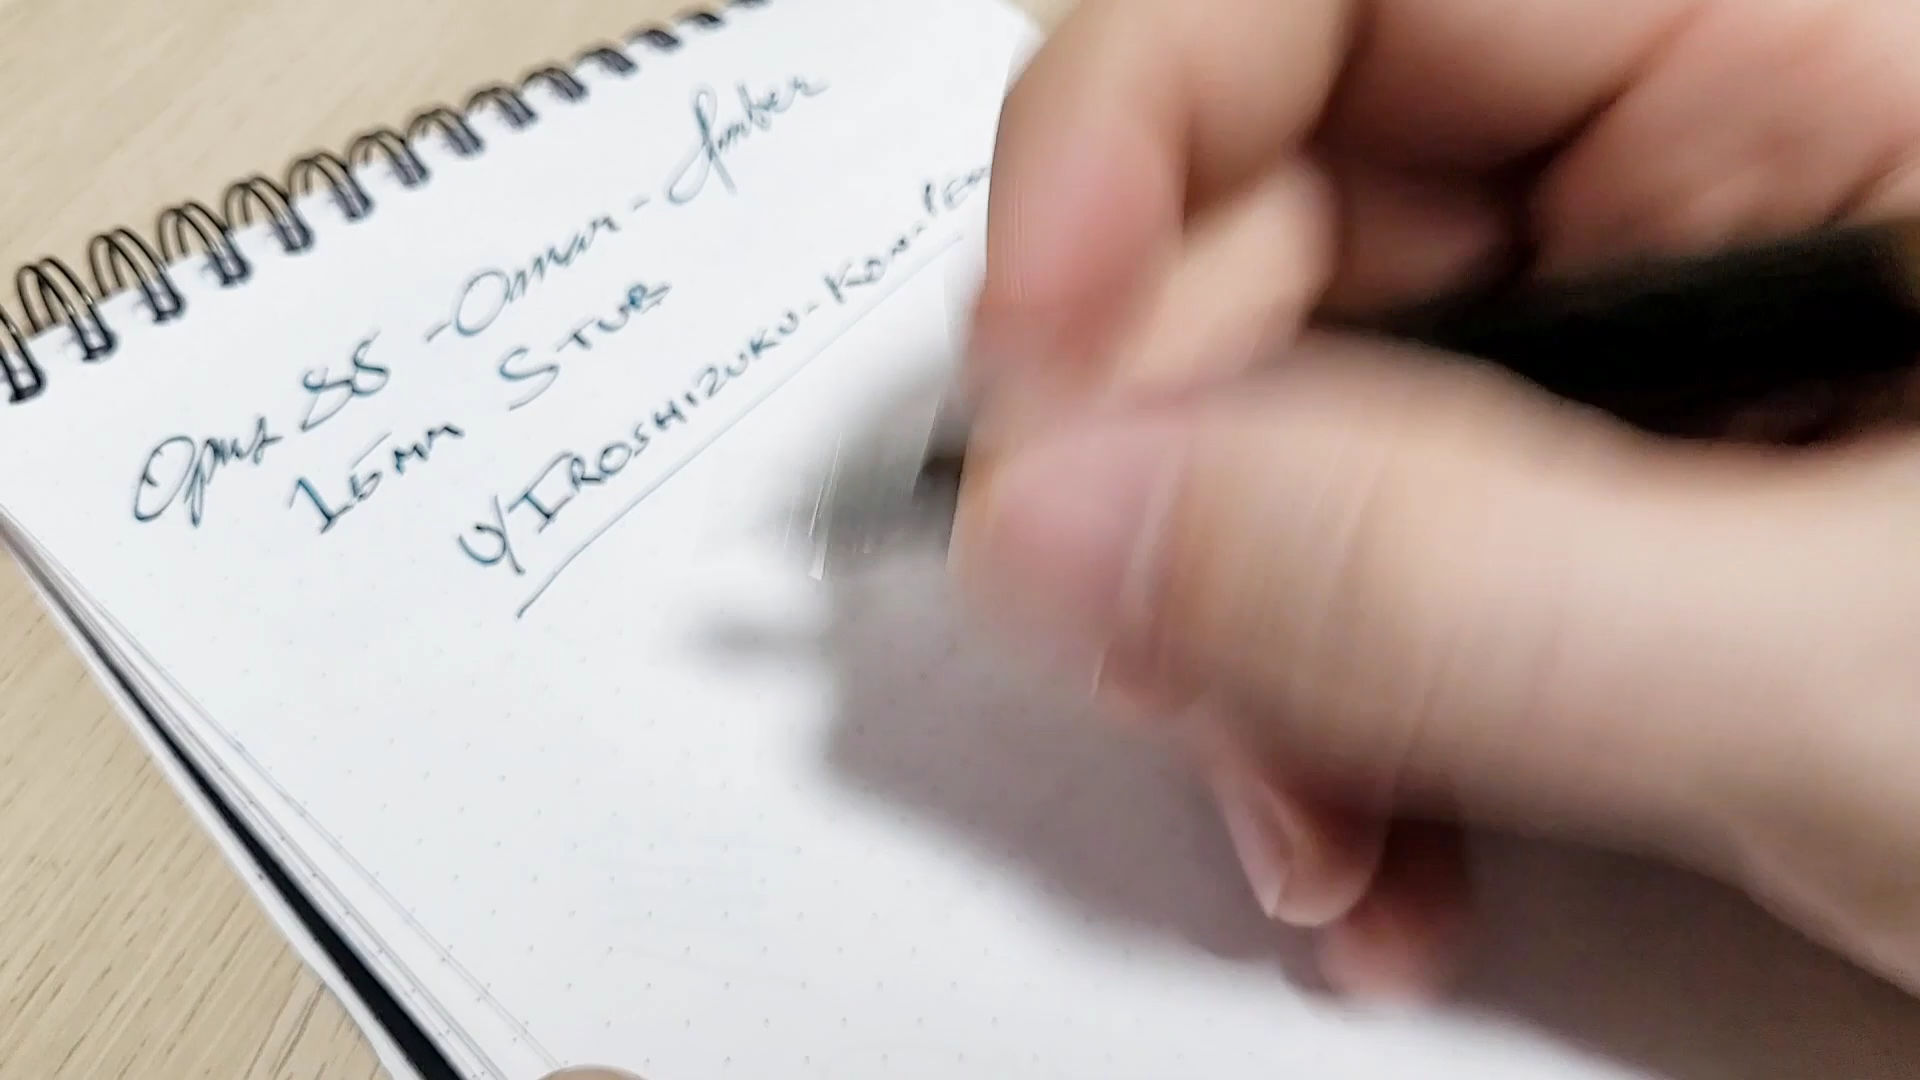 Opus 88 - Omar - Amber
1.5mm STUB
w/ IROSHIZUKU - KON-PEKI